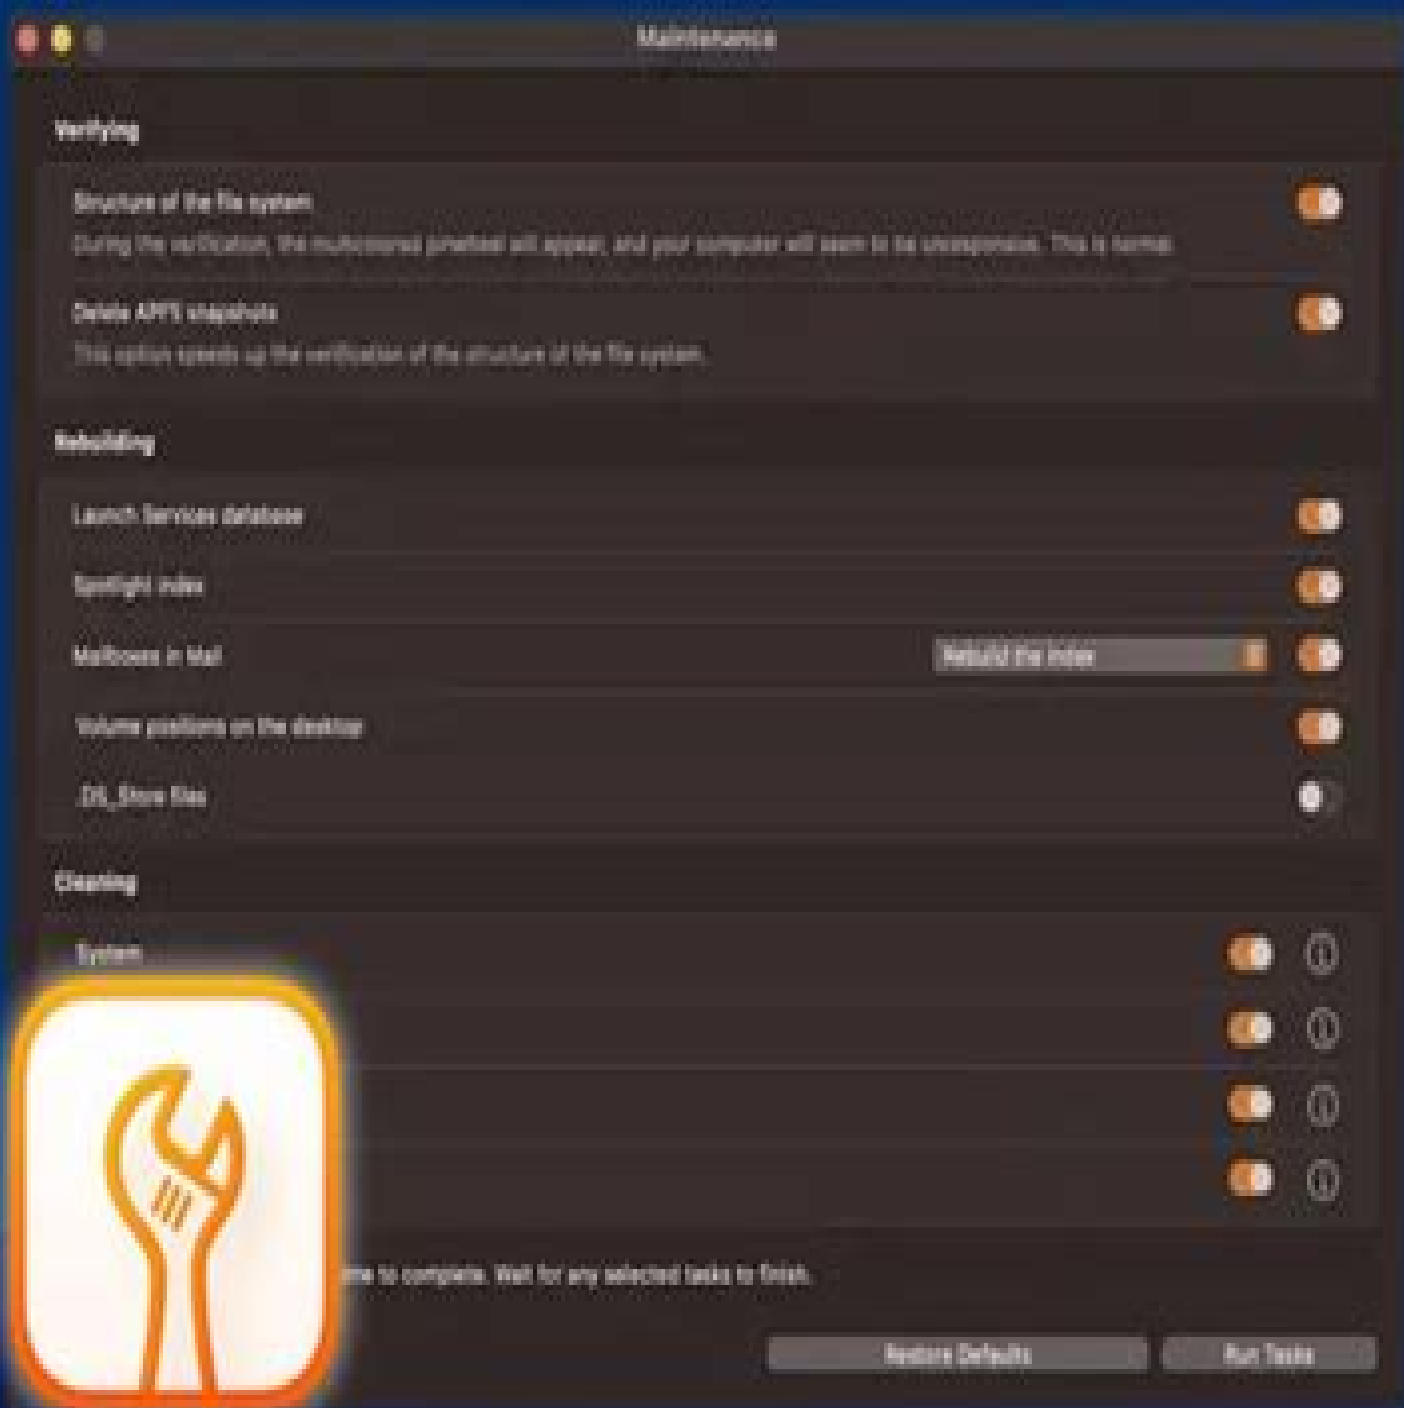 Maintenance
Verifying
Structure of the file system
During the verification, the multicolored pinwheel will appear, and your computer will seem to be unresponsive. This is normal.
Delete APFS snapshots
This option speeds up the verification of the structure of the file system.
Rebuilding
Launch Services database
Spotlight index
Mailboxes in Mail
Rebuild the index
Volume positions on the desktop
.DS_Store files
Cleaning
System
me to complete. Wait for any selected tasks to finish.
Restore Defaults
Run Tasks